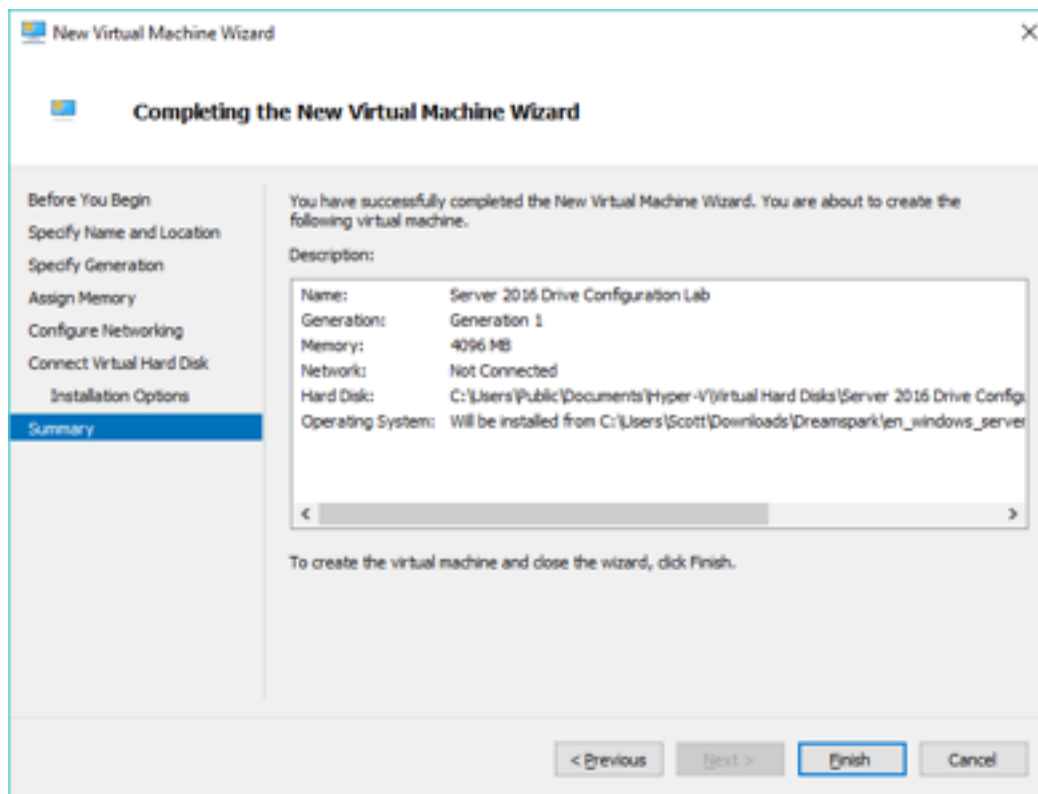 New Virtual Machine Wizard
Completing the New Virtual Machine Wizard
Before You Begin
Specify Name and Location
Specify Generation
Assign Memory
Configure Networking
Connect Virtual Hard Disk
Installation Options
Summary
You have successfully completed the New Virtual Machine Wizard. You are about to create the
following virtual machine.
Description:
Name: Server 2016 Drive Configuration Lab
Generation: Generation 1
Memory: 4096 MB
Network: Not Connected
Hard Disk: C:\Users\Public\Documents\Hyper-V\Virtual Hard Disks\Server 2016 Drive Config
Operating System: Will be installed from C:\Users\Scott\Downloads\Dreamspark\en_windows_server
To create the virtual machine and close the wizard, click Finish.
< Previous
Next >
Finish
Cancel